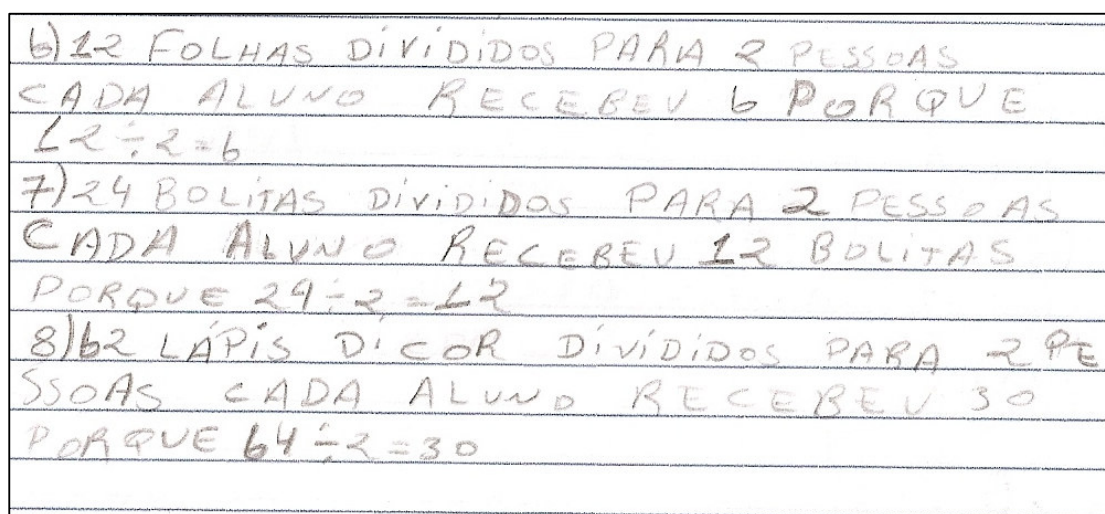 6)12 FOLHAS DiViDiDOS PARA 2 PESSOAS
CADA ALUNO RECEBEU 6 PORQUE
12÷2=6
7)24 BOLiTAS DiViDiDOS PARA 2 PESSOAS
CADA ALUNO RECEBEU 12 BOLiTAS
PORQUE 24÷2=12
8)62 LÁPiS Di COR DiViDiDOS PARA 2 PE
SSOAS CADA ALUNO RECEBEU 30
PORQUE 64÷2=30